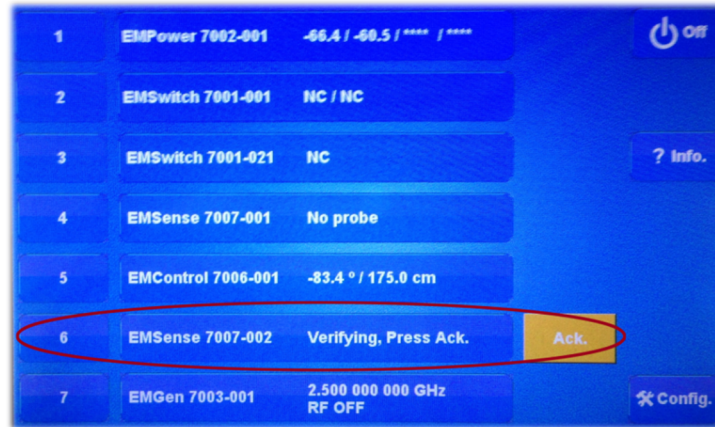 1 EMPower 7002-001 -66.4 / -60.5 / **** / ****
Off
2 EMSwitch 7001-001 NC / NC
3 EMSwitch 7001-021 NC
? Info.
4 EMSense 7007-001 No probe
5 EMControl 7006-001 -83.4 º / 175.0 cm
6 EMSense 7007-002 Verifying, Press Ack. Ack.
7 EMGen 7003-001 2.500 000 000 GHz
RF OFF
Config.